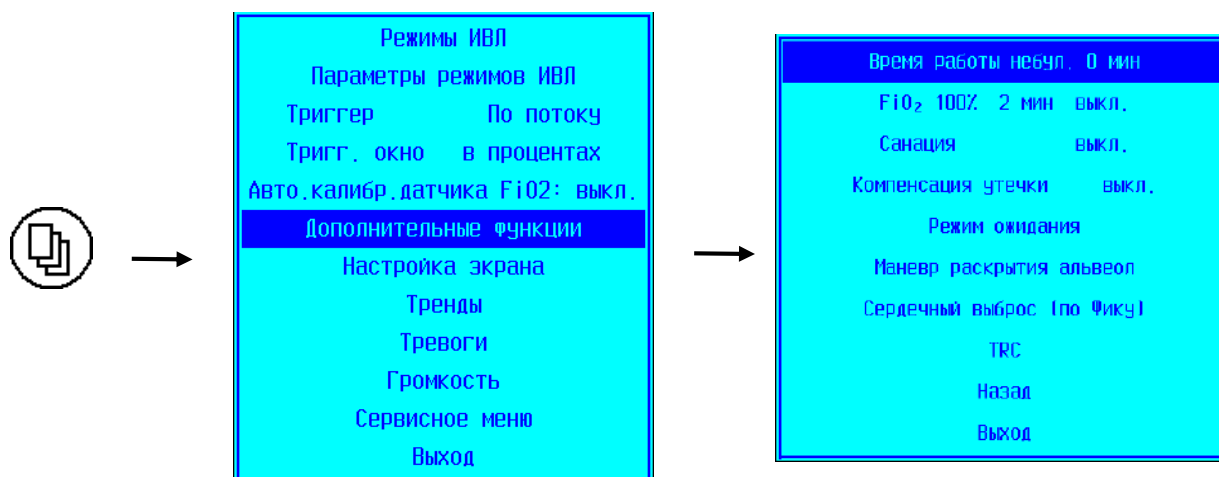 Режимы ИВЛ
Параметры режимов ИВЛ
Триггер По потоку
Тригг. окно в процентах
Авто.калибр.датчика FiO2: выкл.
Дополнительные функции
Настройка экрана
Тренды
Тревоги
Громкость
Сервисное меню
Выход
Время работы небул. 0 мин
FiO₂ 100% 2 мин выкл.
Санация выкл.
Компенсация утечки выкл.
Режим ожидания
Маневр раскрытия альвеол
Сердечный выброс (по Фику)
TRC
Назад
Выход